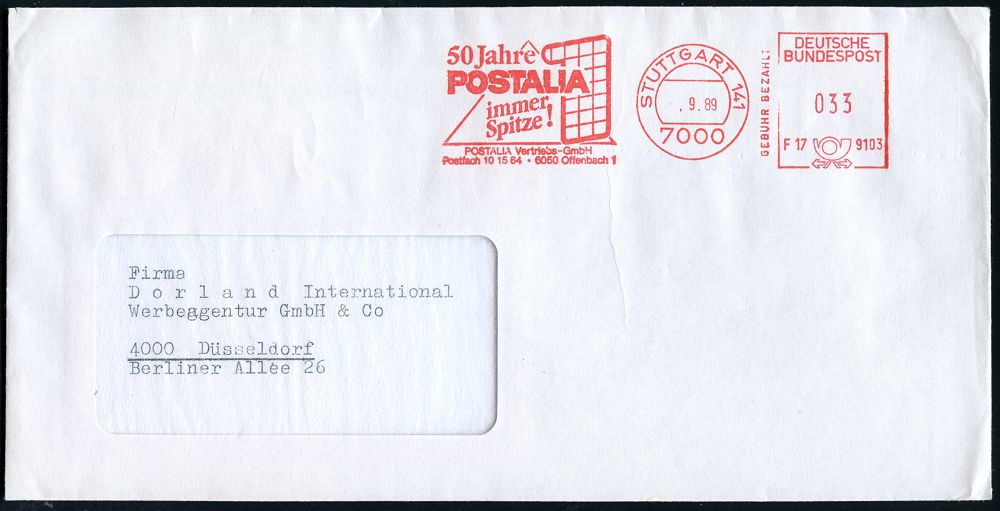 50 Jahre
POSTALIA
immer
Spitze!
POSTALIA Vertriebs-GmbH
Postfach 10 15 64 • 6050 Offenbach 1
STUTTGART 141
. 9. 89
7000
GEBÜHR BEZAHLT
DEUTSCHE
BUNDESPOST
033
F 17 9103
Firma
D o r l a n d International
Werbeggentur GmbH & Co
4000 Düsseldorf
Berliner Allee 26